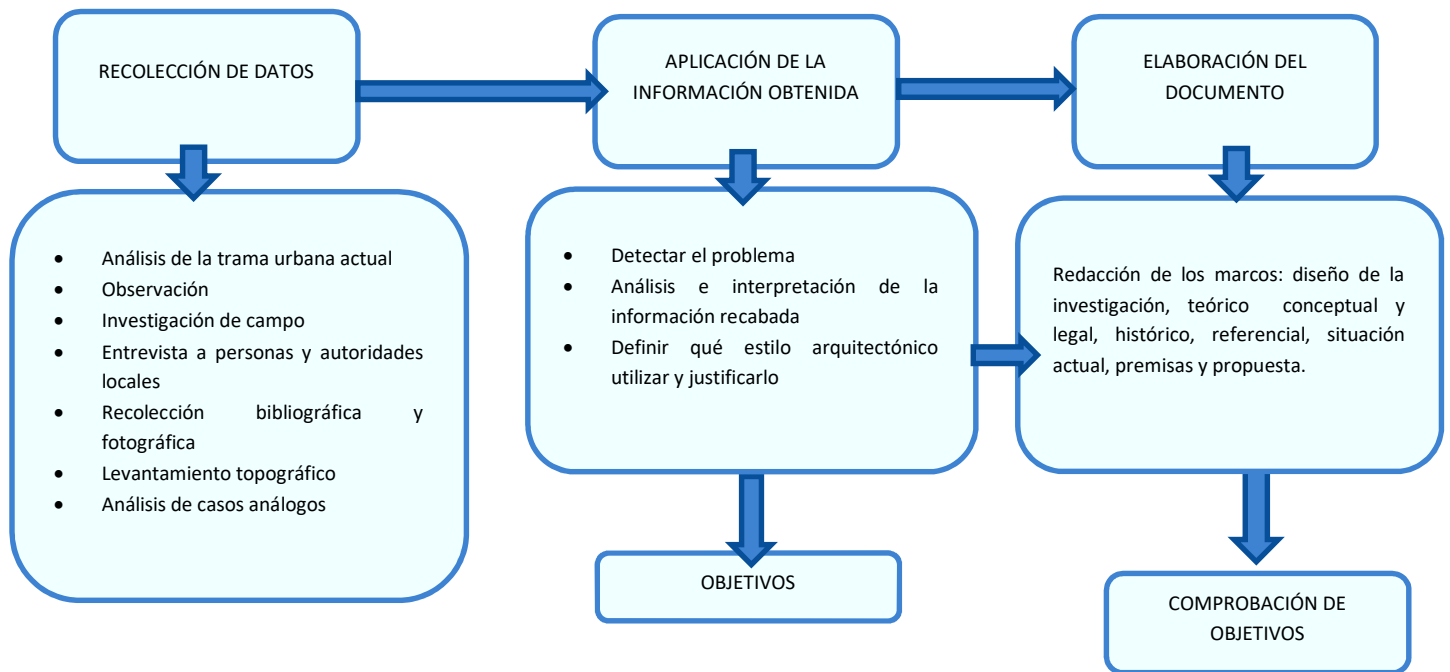 RECOLECCIÓN DE DATOS
APLICACIÓN DE LA
INFORMACIÓN OBTENIDA
ELABORACIÓN DEL
DOCUMENTO
• Análisis de la trama urbana actual
• Observación
• Investigación de campo
• Entrevista a personas y autoridades
locales
• Recolección bibliográfica y
fotográfica
• Levantamiento topográfico
• Análisis de casos análogos
• Detectar el problema
• Análisis e interpretación de la
información recabada
• Definir qué estilo arquitectónico
utilizar y justificarlo
Redacción de los marcos: diseño de la
investigación, teórico conceptual y
legal, histórico, referencial, situación
actual, premisas y propuesta.
OBJETIVOS
COMPROBACIÓN DE
OBJETIVOS